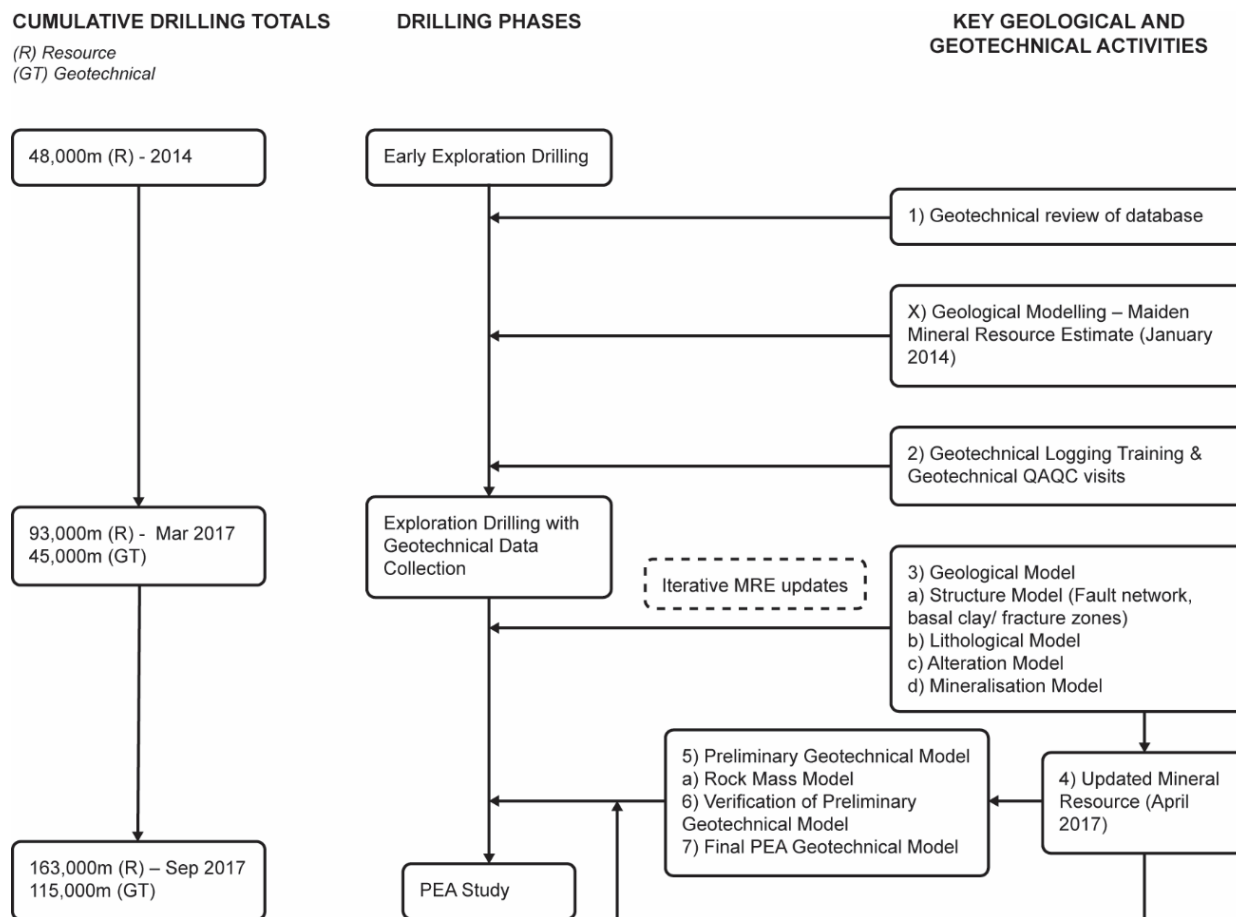 CUMULATIVE DRILLING TOTALS
(R) Resource
(GT) Geotechnical
DRILLING PHASES
KEY GEOLOGICAL AND
GEOTECHNICAL ACTIVITIES
48,000m (R) - 2014
Early Exploration Drilling
1) Geotechnical review of database
X) Geological Modelling – Maiden
Mineral Resource Estimate (January
2014)
2) Geotechnical Logging Training &
Geotechnical QAQC visits
93,000m (R) - Mar 2017
45,000m (GT)
Exploration Drilling with
Geotechnical Data
Collection
Iterative MRE updates
3) Geological Model
a) Structure Model (Fault network,
basal clay/ fracture zones)
b) Lithological Model
c) Alteration Model
d) Mineralisation Model
5) Preliminary Geotechnical Model
a) Rock Mass Model
6) Verification of Preliminary
Geotechnical Model
7) Final PEA Geotechnical Model
4) Updated Mineral
Resource (April
2017)
163,000m (R) – Sep 2017
115,000m (GT)
PEA Study